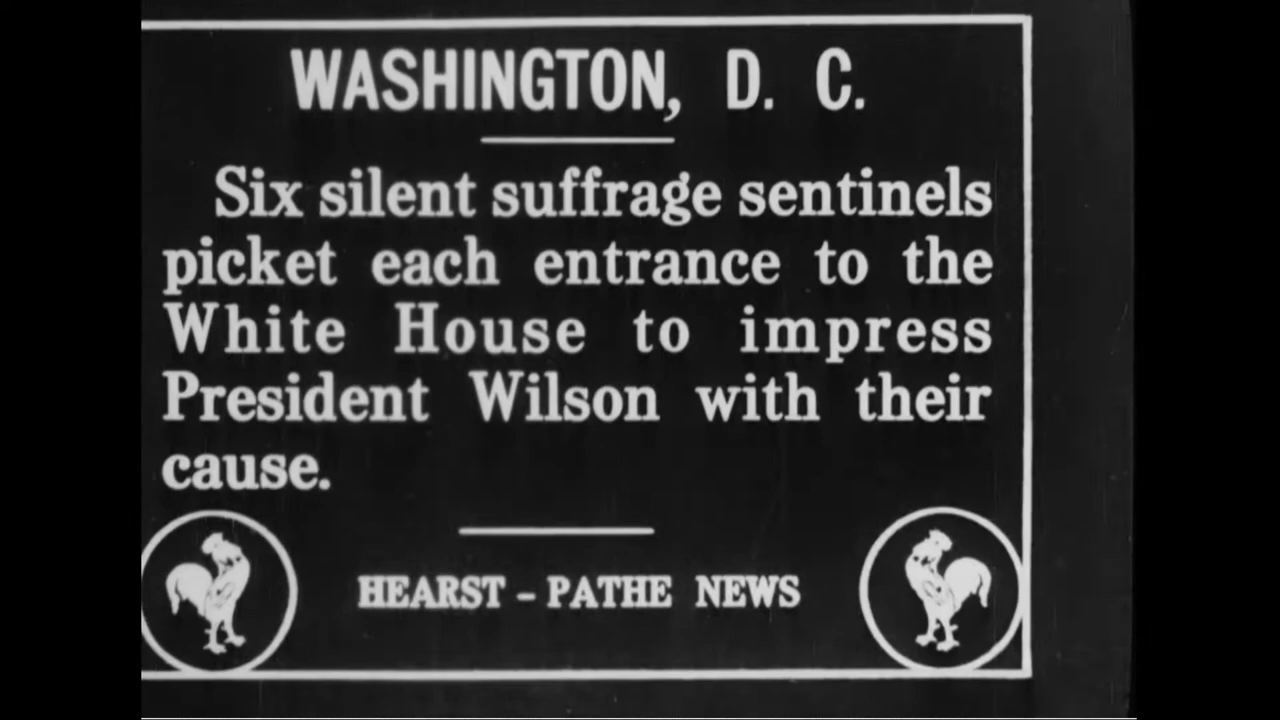 WASHINGTON, D. C.
Six silent suffrage sentinels
picket each entrance to the
White House to impress
President Wilson with their
cause.
HEARST - PATHE NEWS